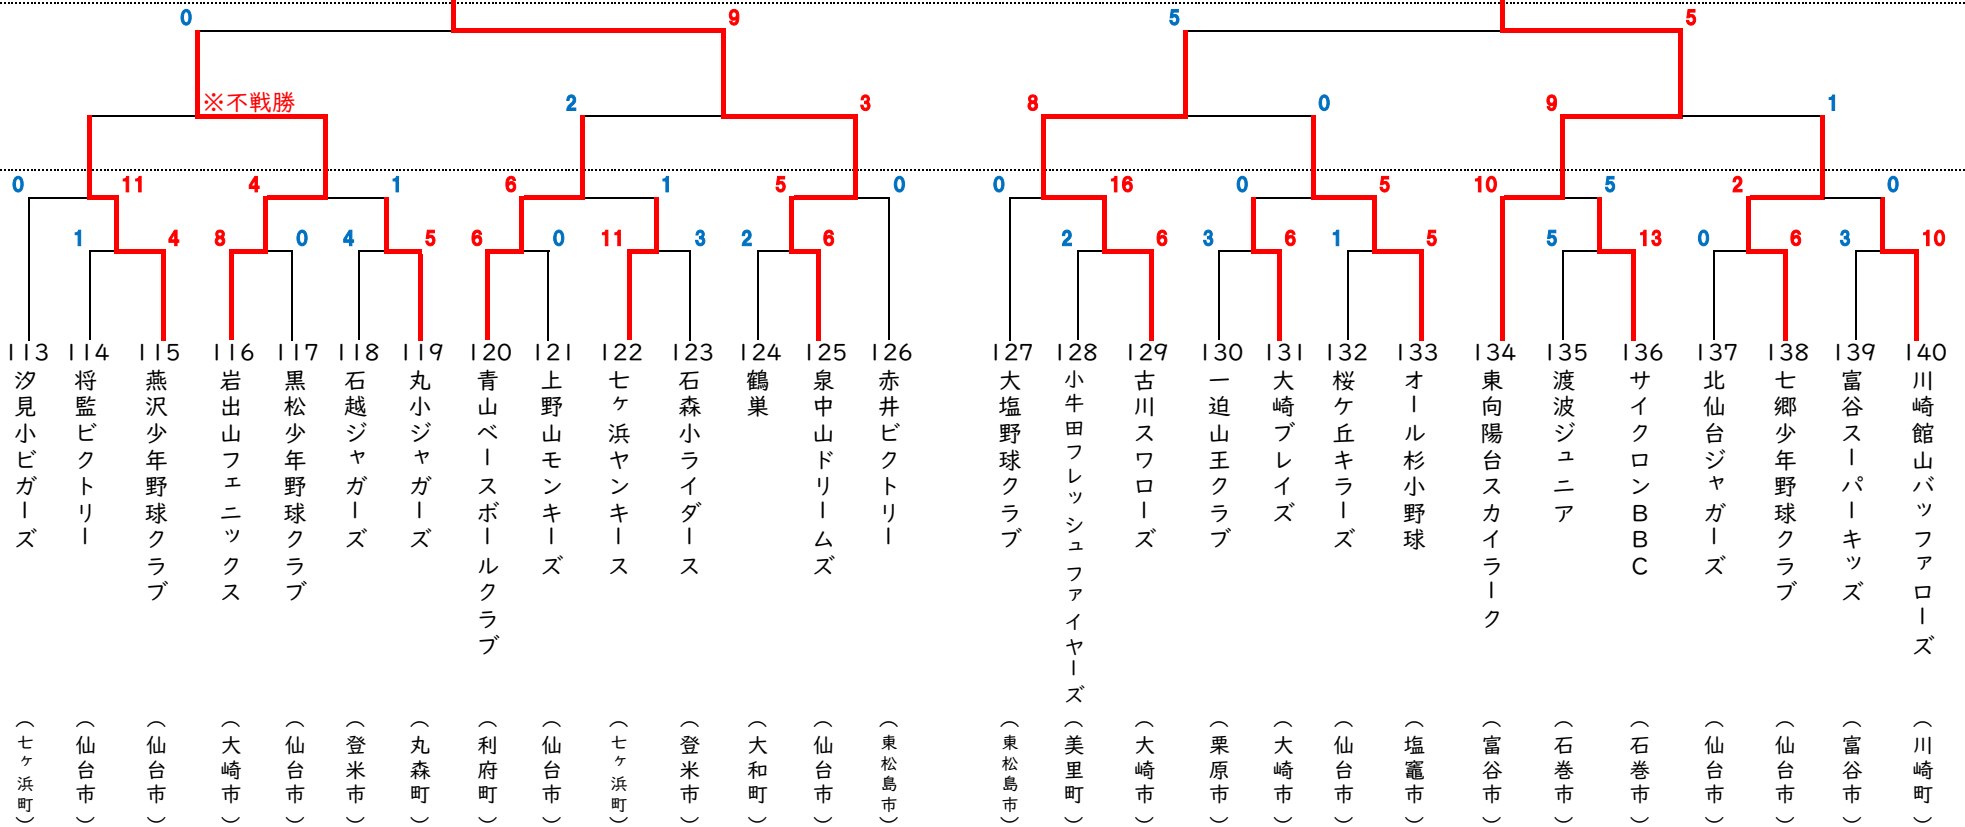 0 9 5 5
※不戦勝 2 3 8 0 9 1
0 11 4 1 6 1 5 0 0 16 0 5 10 5 2 0
1 4 8 0 4 5 6 0 11 3 2 6 2 6 3 6 1 5 5 13 0 6 3 10
113 114 115 116 117 118 119 120 121 122 123 124 125 126 127 128 129 130 131 132 133 134 135 136 137 138 139 140
汐見小ビガーズ
将監ビクトリー
燕沢少年野球クラブ
岩出山フェニックス
黒松少年野球クラブ
石越ジャガーズ
丸小ジャガーズ
青山ベースボールクラブ
上野山モンキーズ
七ヶ浜ヤンキース
石森小ライダース
鶴巣
泉中山ドリームズ
赤井ビクトリー
大塩野球クラブ
小牛田フレッシュファイヤーズ
古川スワローズ
一迫山王クラブ
大崎ブレイズ
桜ケ丘キラーズ
オール杉小野球
東向陽台スカイラーク
渡波ジュニア
サイクロンBBC
北仙台ジャガーズ
七郷少年野球クラブ
富谷スーパーキッズ
川崎館山バッファローズ
(七ヶ浜町)
(仙台市)
(仙台市)
(大崎市)
(仙台市)
(登米市)
(丸森町)
(利府町)
(仙台市)
(七ヶ浜町)
(登米市)
(大和町)
(仙台市)
(東松島市)
(東松島市)
(美里町)
(大崎市)
(栗原市)
(大崎市)
(仙台市)
(塩竈市)
(富谷市)
(石巻市)
(石巻市)
(仙台市)
(仙台市)
(富谷市)
(川崎町)